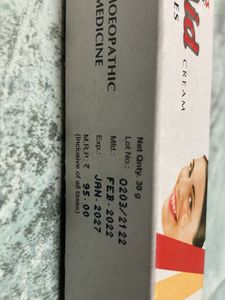 CREAM
HOMOEOPATHIC
MEDICINE
Net Qnty. 30 g
Lot No.: 0203/2122
Mfd.: FEB-2022
Exp.: JAN-2027
M.R.P.: ₹ 95.00
(Inclusive of all taxes)